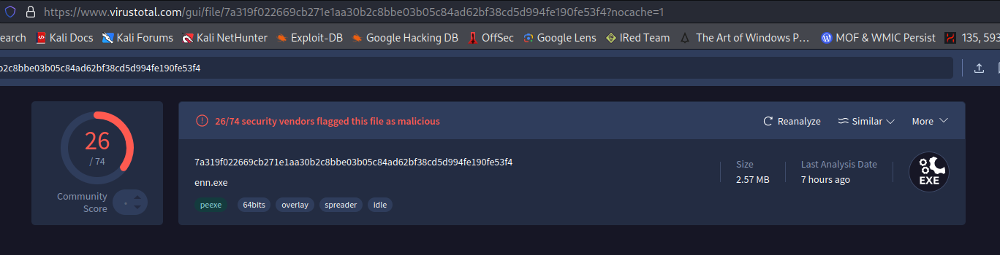 https://www.virustotal.com/gui/file/7a319f022669cb271e1aa30b2c8bbe03b05c84ad62bf38cd5d994fe190fe53f4?nocache=1
earch Kali Docs Kali Forums Kali NetHunter Exploit-DB Google Hacking DB OffSec Google Lens IRed Team The Art of Windows P… MOF & WMIC Persist 135, 593
b2c8bbe03b05c84ad62bf38cd5d994fe190fe53f4
26
/ 74
Community
Score
26/74 security vendors flagged this file as malicious
Reanalyze Similar More
7a319f022669cb271e1aa30b2c8bbe03b05c84ad62bf38cd5d994fe190fe53f4
enn.exe
peexe 64bits overlay spreader idle
Size
2.57 MB
Last Analysis Date
7 hours ago
EXE